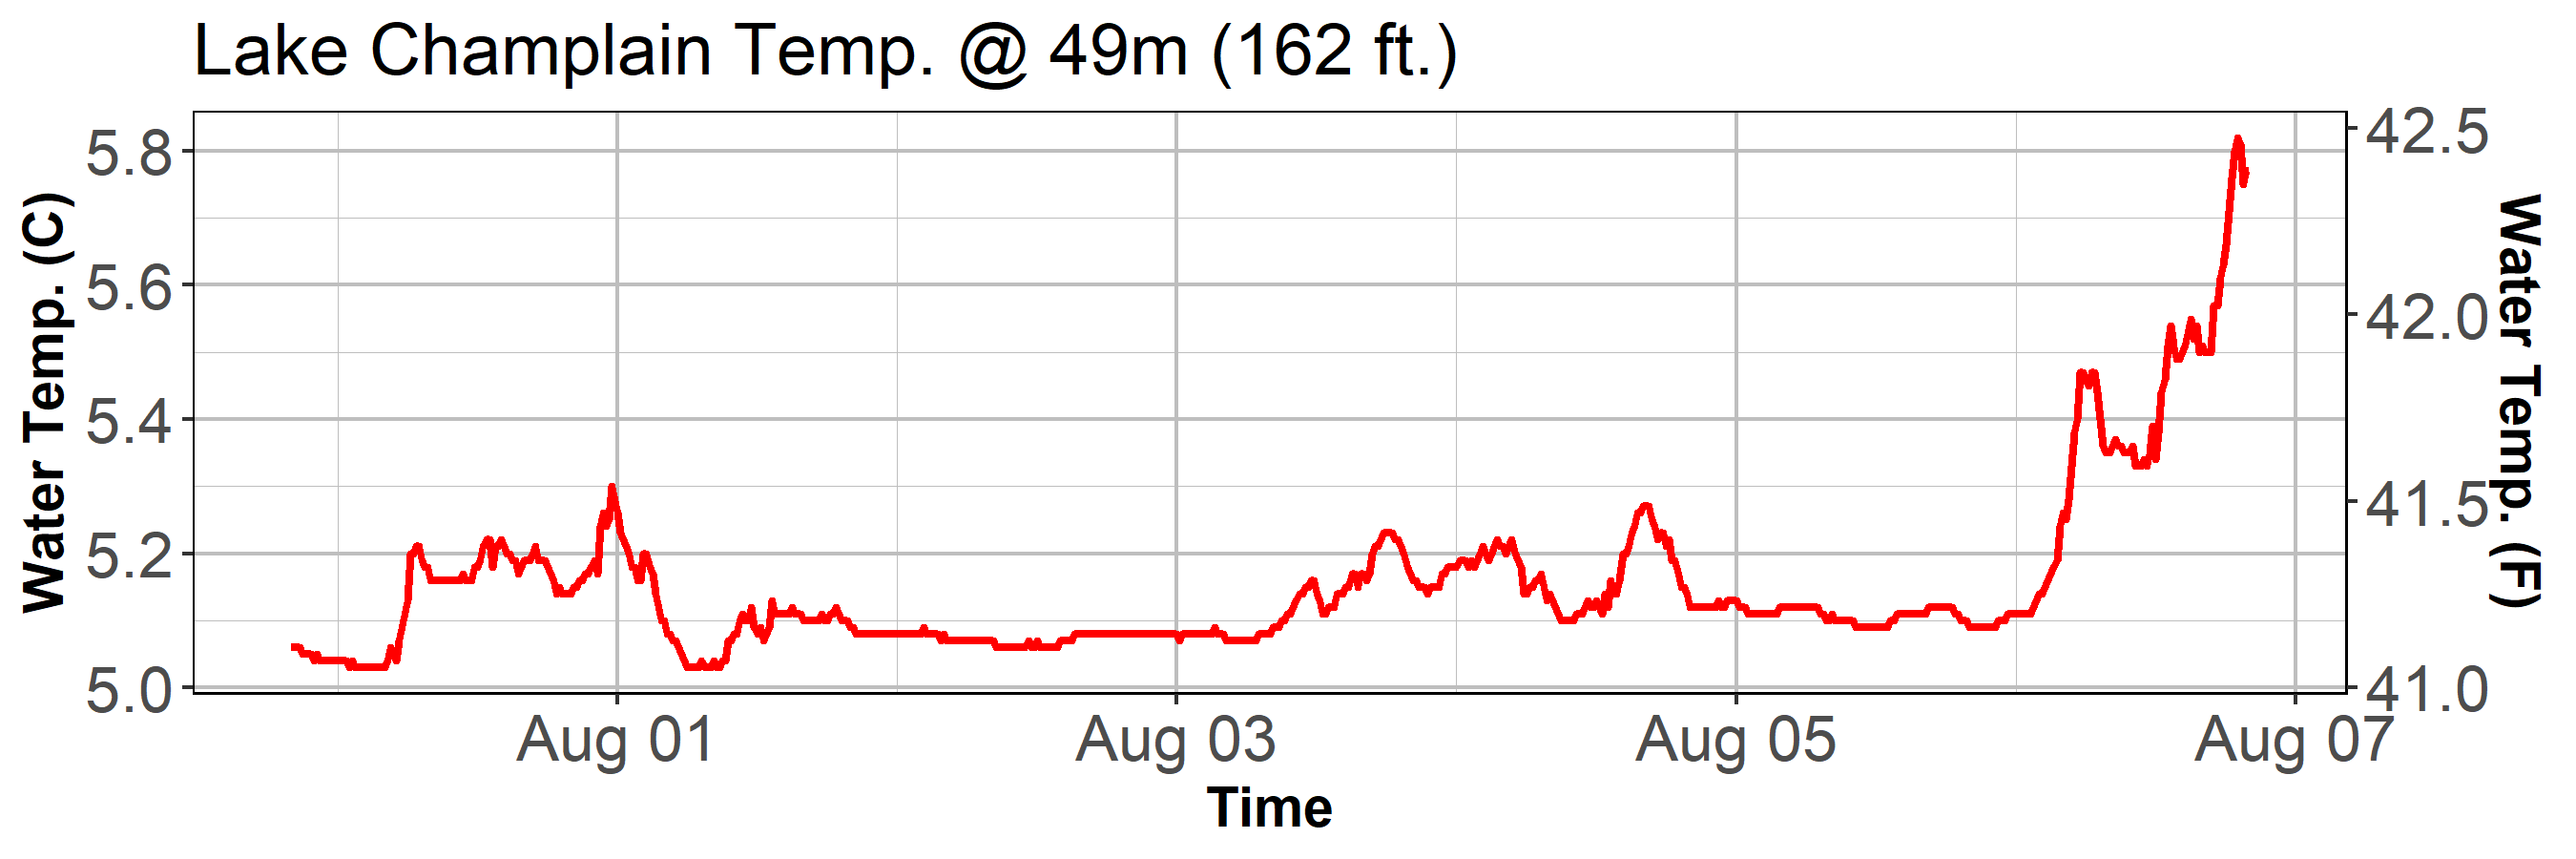 Lake Champlain Temp. @ 49m (162 ft.)
Water Temp. (C)
5.8
5.6
5.4
5.2
5.0
42.5
42.0
41.5
41.0
Water Temp. (F)
Aug 01 Aug 03 Aug 05 Aug 07
Time